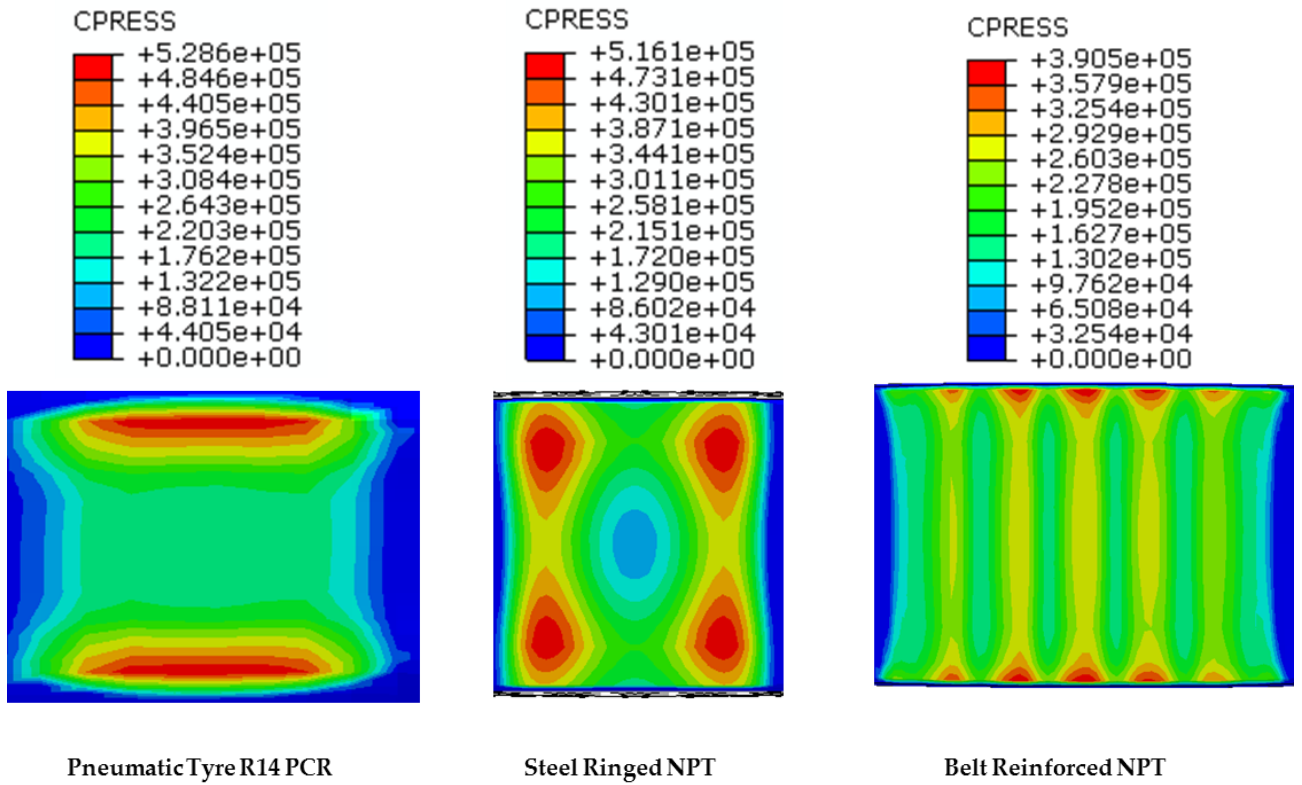 CPRESS
+5.286e+05
+4.846e+05
+4.405e+05
+3.965e+05
+3.524e+05
+3.084e+05
+2.643e+05
+2.203e+05
+1.762e+05
+1.322e+05
+8.811e+04
+4.405e+04
+0.000e+00
CPRESS
+5.161e+05
+4.731e+05
+4.301e+05
+3.871e+05
+3.441e+05
+3.011e+05
+2.581e+05
+2.151e+05
+1.720e+05
+1.290e+05
+8.602e+04
+4.301e+04
+0.000e+00
CPRESS
+3.905e+05
+3.579e+05
+3.254e+05
+2.929e+05
+2.603e+05
+2.278e+05
+1.952e+05
+1.627e+05
+1.302e+05
+9.762e+04
+6.508e+04
+3.254e+04
+0.000e+00
Pneumatic Tyre R14 PCR
Steel Ringed NPT
Belt Reinforced NPT